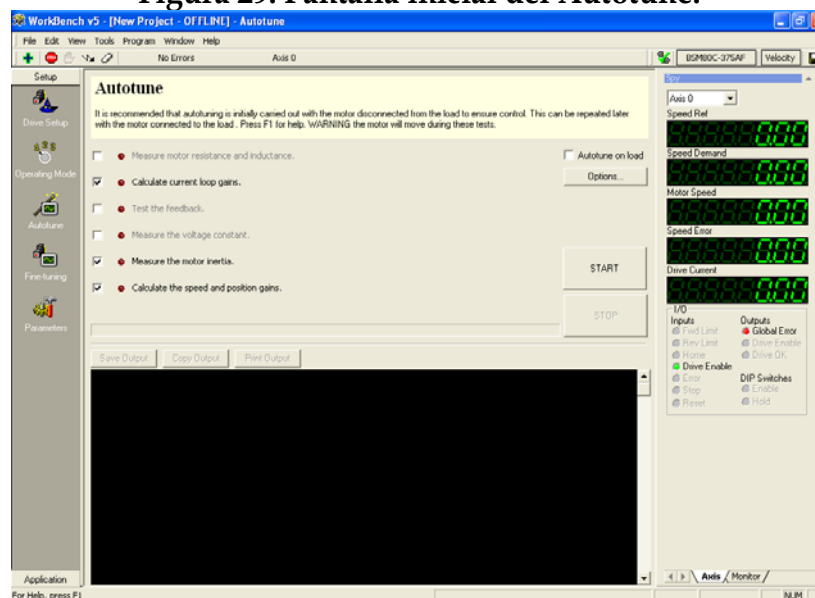 Figura 29. Pantalla inicial del Autotune.
WorkBench v5 - [New Project - OFFLINE] - Autotune
File Edit View Tools Program Window Help
No Errors Axis 0 BSM80C-375AF Velocity
Setup
Drive Setup
Operating Mode
Autotune
Fine-tuning
Parameters
Application
Autotune
It is recommended that autotuning is initially carried out with the motor disconnected from the load to ensure control. This can be repeated later
with the motor connected to the load . Press F1 for help. WARNING the motor will move during these tests.
Measure motor resistance and inductance.
Calculate current loop gains.
Test the feedback.
Measure the voltage constant.
Measure the motor inertia.
Calculate the speed and position gains.
Autotune on load
Options...
START
STOP
Save Output Copy Output Print Output
Spy
Axis 0
Speed Ref
0.00
Speed Demand
0.00
Motor Speed
0.00
Speed Error
0.00
Drive Current
0.00
I/O
Inputs Outputs
Fwd Limit Global Error
Rev Limit Drive Enable
Home Drive OK
Drive Enable
Error DIP Switches
Stop Enable
Reset Hold
Axis Monitor
For Help, press F1 NUM